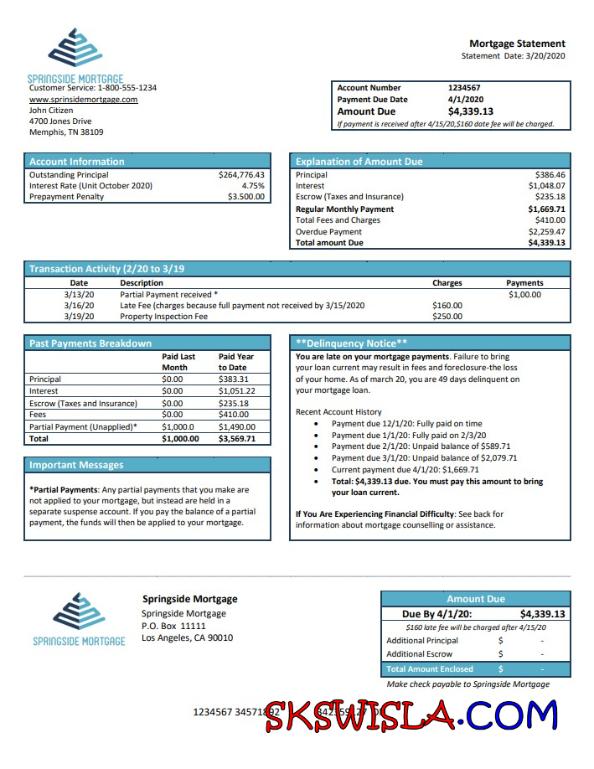 SPRINGSIDE MORTGAGE
Customer Service: 1-800-555-1234
www.sprinsidemortgage.com
John Citizen
4700 Jones Drive
Memphis, TN 38109
Mortgage Statement
Statement Date: 3/20/2020
Account Number 1234567
Payment Due Date 4/1/2020
Amount Due $4,339.13
If payment is received after 4/15/20,$160 date fee will be charged.
Account Information
Outstanding Principal $264,776.43
Interest Rate (Unit October 2020) 4.75%
Prepayment Penalty $3.500.00
Explanation of Amount Due
Principal $386.46
Interest $1,048.07
Escrow (Taxes and Insurance) $235.18
Regular Monthly Payment $1,669.71
Total Fees and Charges $410.00
Overdue Payment $2,259.47
Total amount Due $4,339.13
Transaction Activity (2/20 to 3/19
Date Description Charges Payments
3/13/20 Partial Payment received * $1,00.00
3/16/20 Late Fee (charges because full payment not received by 3/15/2020 $160.00
3/19/20 Property Inspection Fee $250.00
Past Payments Breakdown
Paid Last Month Paid Year to Date
Principal $0.00 $383.31
Interest $0.00 $1,051.22
Escrow (Taxes and Insurance) $0.00 $235.18
Fees $0.00 $410.00
Partial Payment (Unapplied)* $1,000.0 $1,490.00
Total $1,000.00 $3,569.71
Important Messages
*Partial Payments: Any partial payments that you make are
not applied to your mortgage, but instead are held in a
separate suspense account. If you pay the balance of a partial
payment, the funds will then be applied to your mortgage.
**Delinquency Notice**
You are late on your mortgage payments. Failure to bring
your loan current may result in fees and foreclosure-the loss
of your home. As of march 20, you are 49 days delinquent on
your mortgage loan.
Recent Account History
• Payment due 12/1/20: Fully paid on time
• Payment due 1/1/20: Fully paid on 2/3/20
• Payment due 2/1/20: Unpaid balance of $589.71
• Payment due 3/1/20: Unpaid balance of $2,079.71
• Current payment due 4/1/20: $1,669.71
• Total: $4,339.13 due. You must pay this amount to bring
your loan current.
If You Are Experiencing Financial Difficulty: See back for
information about mortgage counselling or assistance.
SPRINGSIDE MORTGAGE
Springside Mortgage
Springside Mortgage
P.O. Box 11111
Los Angeles, CA 90010
Amount Due
Due By 4/1/20: $4,339.13
$160 late fee will be charged after 4/15/20
Additional Principal $ -
Additional Escrow $ -
Total Amount Enclosed $ -
Make check payable to Springside Mortgage
1234567
SKSWISLA.COM